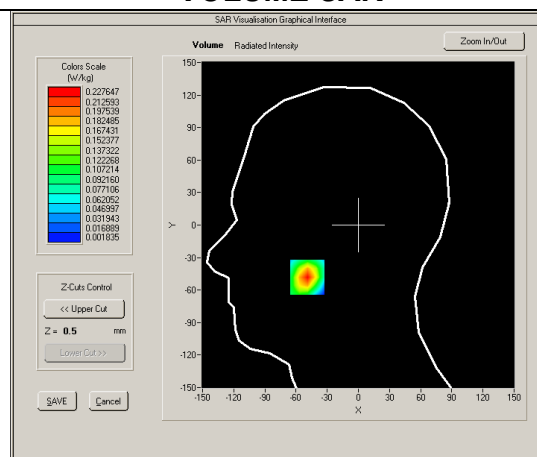 VOLUME SAR
SAR Visualisation Graphical Interface
Volume Radiated Intensity
Zoom In/Out
Colors Scale
(W/kg)
0.227647
0.212593
0.197539
0.182485
0.167431
0.152377
0.137322
0.122268
0.107214
0.092160
0.077106
0.062052
0.046997
0.031943
0.016889
0.001835
Z-Cuts Control
<< Upper Cut
Z = 0.5 mm
Lower Cut >>
SAVE Cancel
150-
120-
90-
60-
30-
0-
-30-
-60-
-90-
-120-
-150-
Y
-150 -120 -90 -60 -30 0 30 60 90 120 150
X